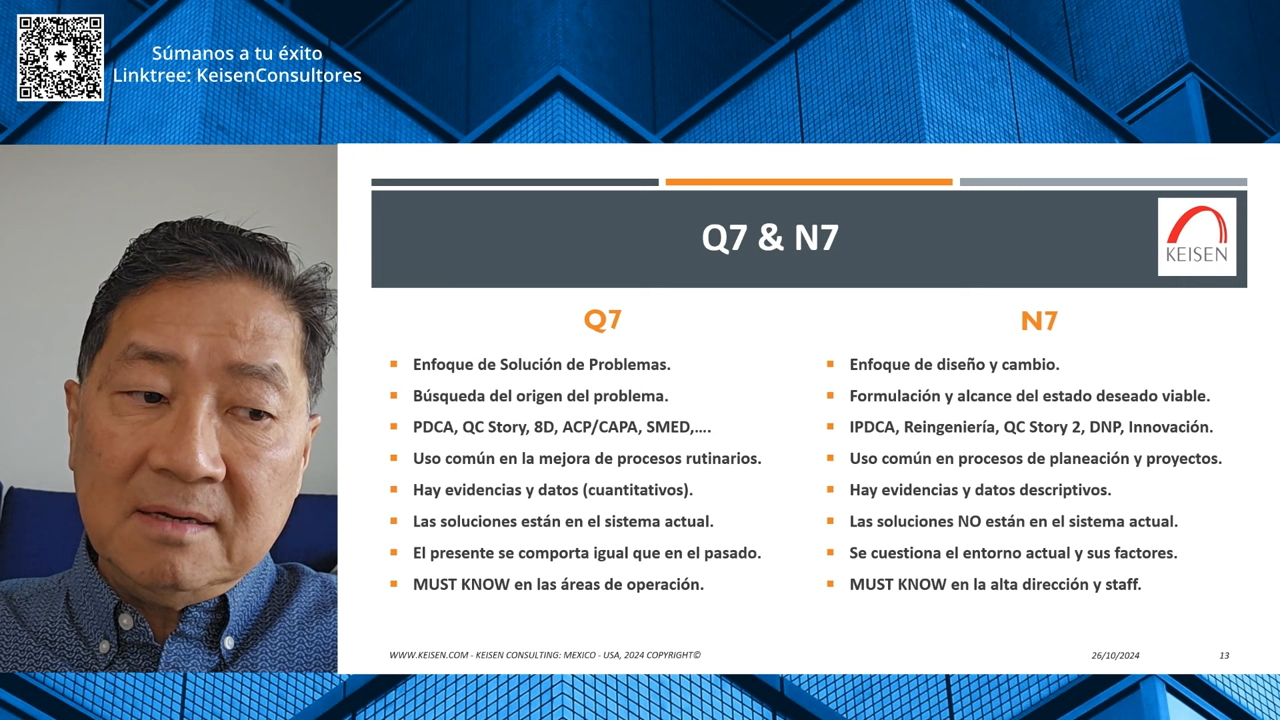 Súmanos a tu éxito
Linktree: KeisenConsultores
Q7 & N7
KEISEN
Q7
Enfoque de Solución de Problemas.
Búsqueda del origen del problema.
PDCA, QC Story, 8D, ACP/CAPA, SMED,....
Uso común en la mejora de procesos rutinarios.
Hay evidencias y datos (cuantitativos).
Las soluciones están en el sistema actual.
El presente se comporta igual que en el pasado.
MUST KNOW en las áreas de operación.
N7
Enfoque de diseño y cambio.
Formulación y alcance del estado deseado viable.
IPDCA, Reingeniería, QC Story 2, DNP, Innovación.
Uso común en procesos de planeación y proyectos.
Hay evidencias y datos descriptivos.
Las soluciones NO están en el sistema actual.
Se cuestiona el entorno actual y sus factores.
MUST KNOW en la alta dirección y staff.
WWW.KEISEN.COM - KEISEN CONSULTING: MEXICO - USA, 2024 COPYRIGHT©
26/10/2024
13